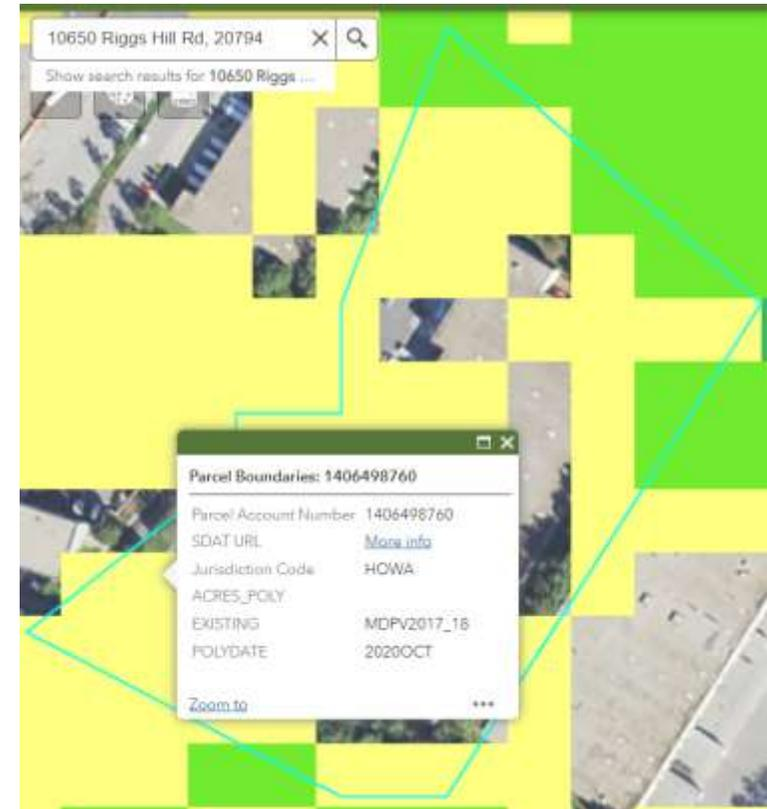 10650 Riggs Hill Rd, 20794
Show search results for 10650 Riggs ...
Parcel Boundaries: 1406498760
Parcel Account Number 1406498760
SDAT URL More info
Jurisdiction Code HOWA
ACRES_POLY
EXISTING MDPV2017_18
POLYDATE 2020OCT
Zoom to